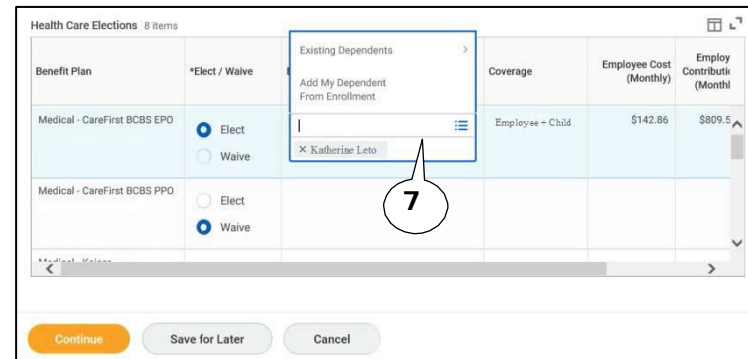 Health Care Elections 8 items
Benefit Plan
*Elect / Waive
Coverage
Employee Cost
(Monthly)
Employ
Contributic
(Monthl
Existing Dependents >
Add My Dependent
From Enrollment
× Katherine Leto
Medical - CareFirst BCBS EPO
Elect
Waive
Employee + Child
$142.86
$809.5
Medical - CareFirst BCBS PPO
Elect
Waive
7
Continue
Save for Later
Cancel